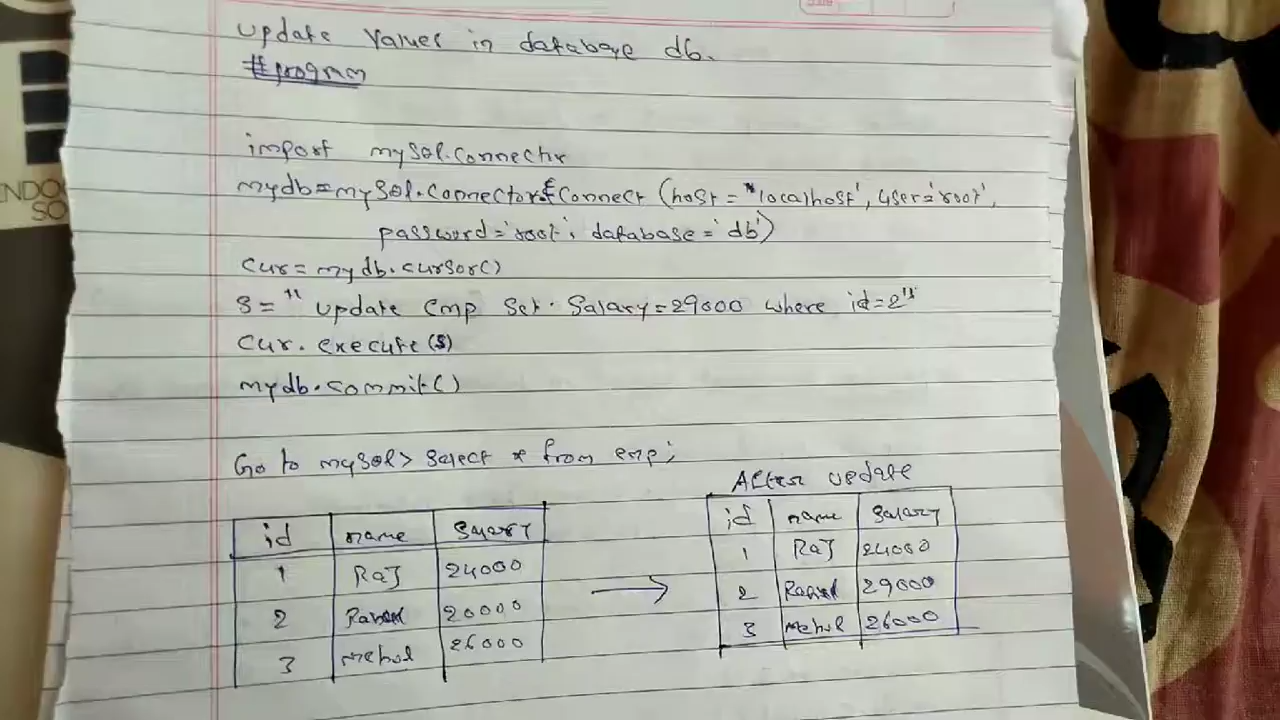 update values in database db.
#program
import mysql.connector
mydb=mysql.connector.connect (host = 'localhost', user='root',
password='root', database='db')
cur=mydb.cursor()
s=" update emp set salary=29000 where id=2"
cur.execute(s)
mydb.commit()
Go to mysql> select * from emp;
After update
id name salary
1 Raj 24000
2 20000
3 mehul 26000
id name salary
1 Raj 24000
2 29000
3 mehul 26000
NDO
SO